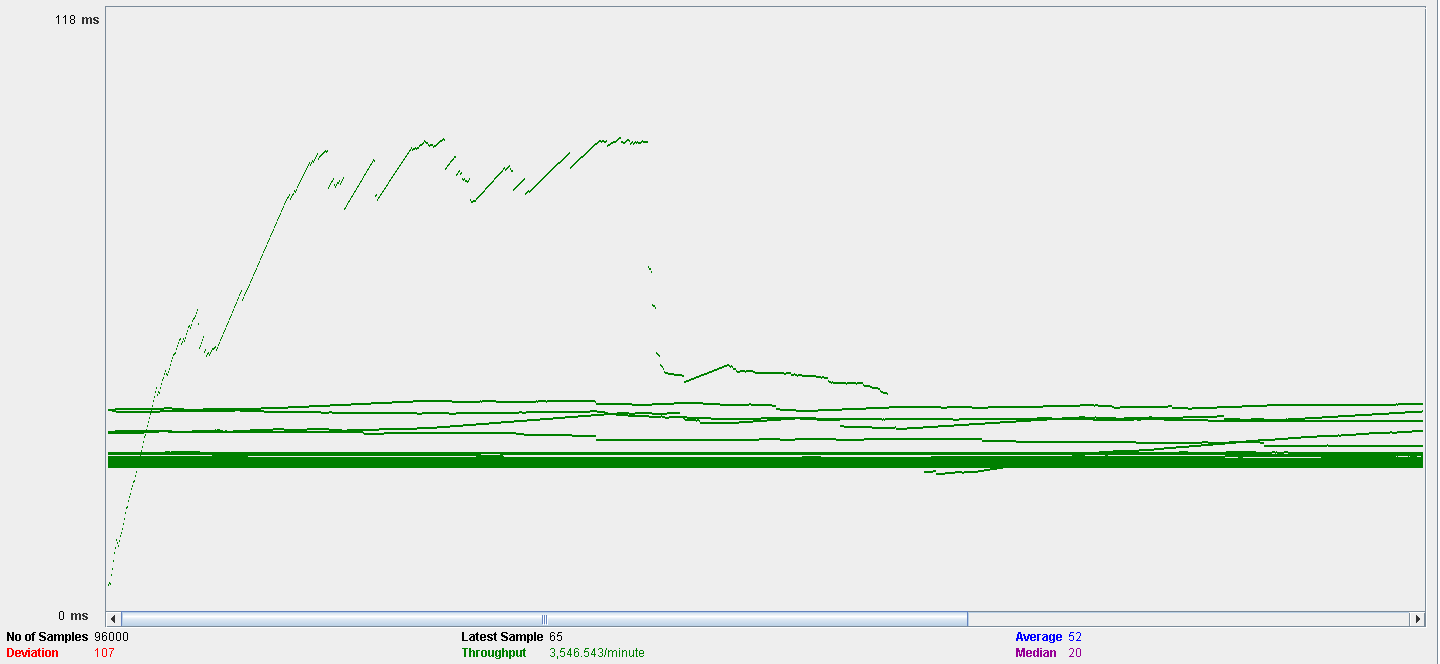 118 ms
0 ms
No of Samples 96000 Latest Sample 65 Average 52
Deviation 107 Throughput 3,546.543/minute Median 20